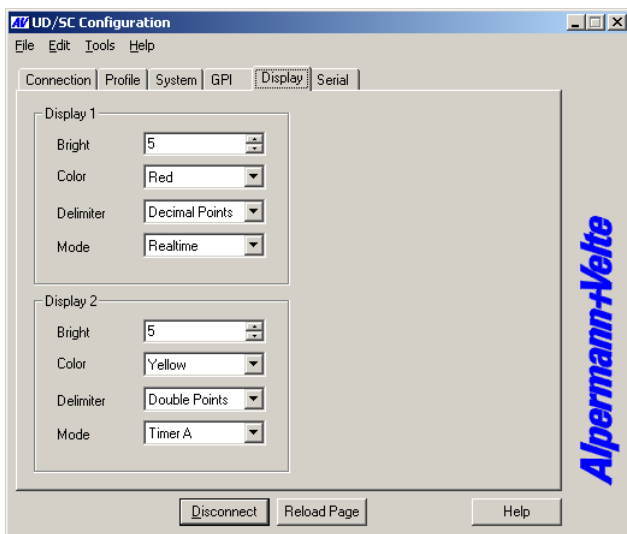 AV UD/SC Configuration
File Edit Tools Help
Connection Profile System GPI Display Serial
Display 1
Bright 5
Color Red
Delimiter Decimal Points
Mode Realtime
Display 2
Bright 5
Color Yellow
Delimiter Double Points
Mode Timer A
Alpermann+Velte
Disconnect Reload Page Help